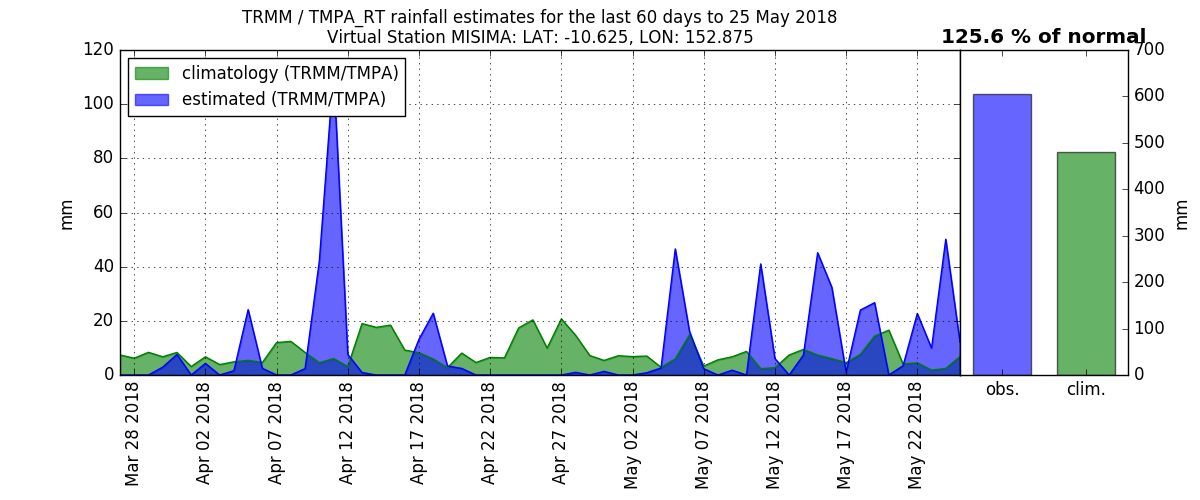 TRMM / TMPA_RT rainfall estimates for the last 60 days to 25 May 2018
Virtual Station MISIMA: LAT: -10.625, LON: 152.875
125.6 % of normal
climatology (TRMM/TMPA)
estimated (TRMM/TMPA)
120
100
80
60
40
20
0
mm
Mar 28 2018
Apr 02 2018
Apr 07 2018
Apr 12 2018
Apr 17 2018
Apr 22 2018
Apr 27 2018
May 02 2018
May 07 2018
May 12 2018
May 17 2018
May 22 2018
700
600
500
400
300
200
100
0
mm
obs.
clim.